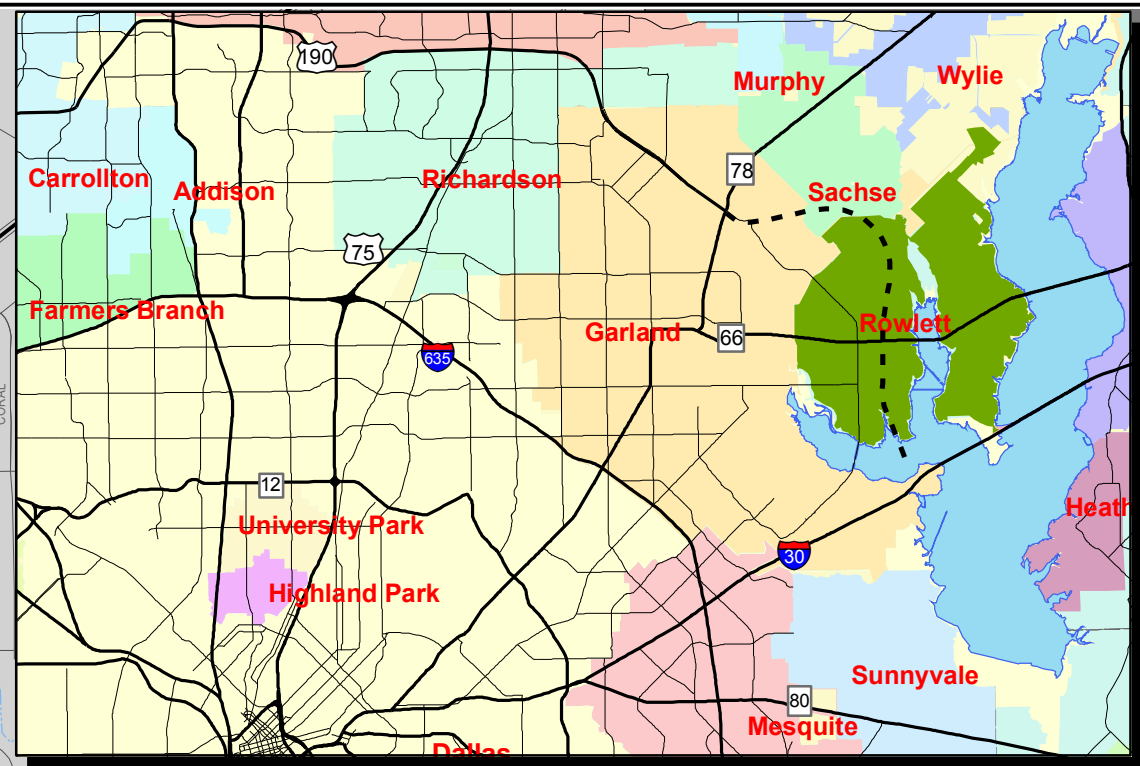 190
Murphy
Wylie
Carrollton
Addison
Richardson
78
Sachse
75
Farmers Branch
Garland
66
Rowlett
635
12
University Park
Heath
30
Highland Park
Sunnyvale
80
Mesquite
Dallas